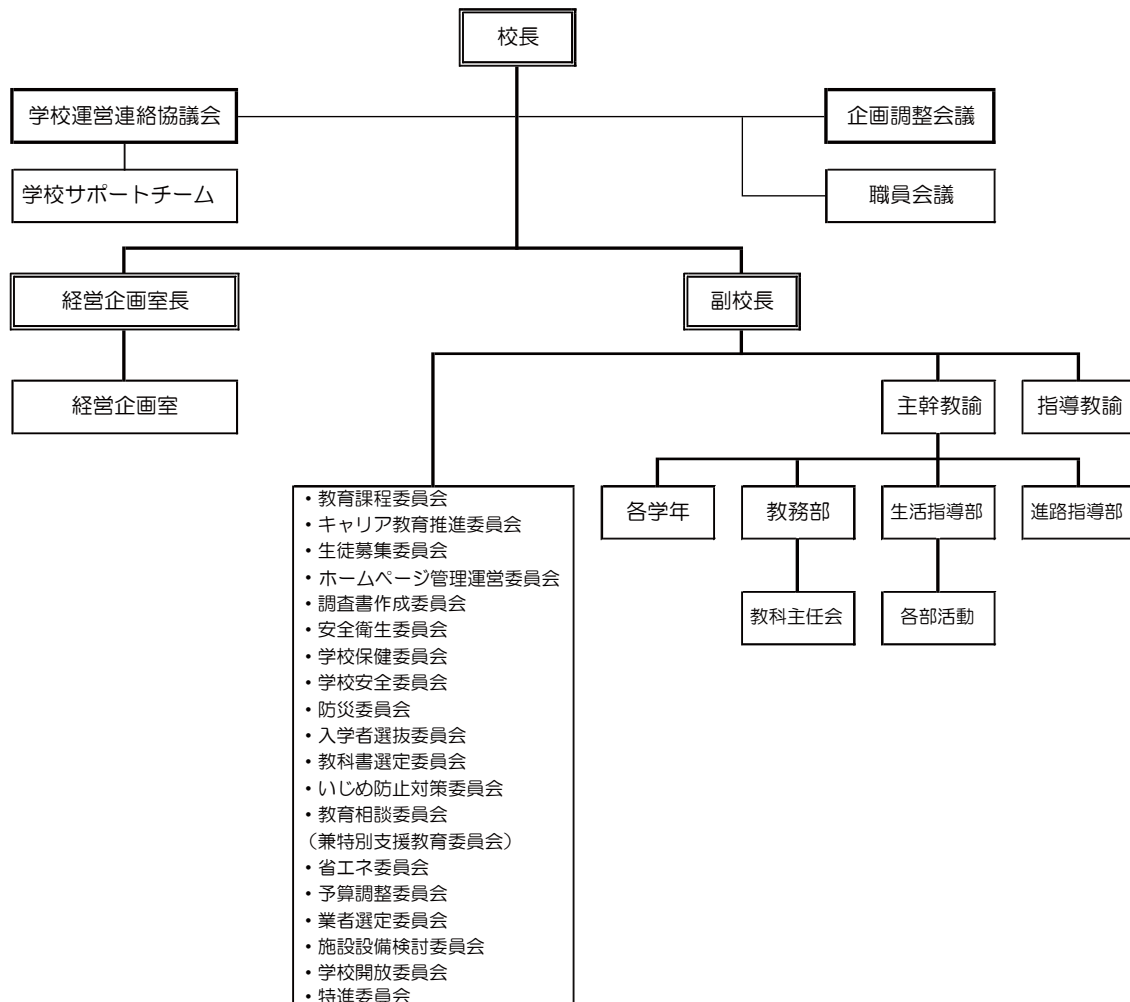 校長
学校運営連絡協議会
企画調整会議
学校サポートチーム
職員会議
経営企画室長
副校長
経営企画室
主幹教諭
指導教諭
・教育課程委員会
・キャリア教育推進委員会
・生徒募集委員会
・ホームページ管理運営委員会
・調査書作成委員会
・安全衛生委員会
・学校保健委員会
・学校安全委員会
・防災委員会
・入学者選抜委員会
・教科書選定委員会
・いじめ防止対策委員会
・教育相談委員会
（兼特別支援教育委員会）
・省エネ委員会
・予算調整委員会
・業者選定委員会
・施設設備検討委員会
・学校開放委員会
・特進委員会
各学年
教務部
生活指導部
進路指導部
教科主任会
各部活動